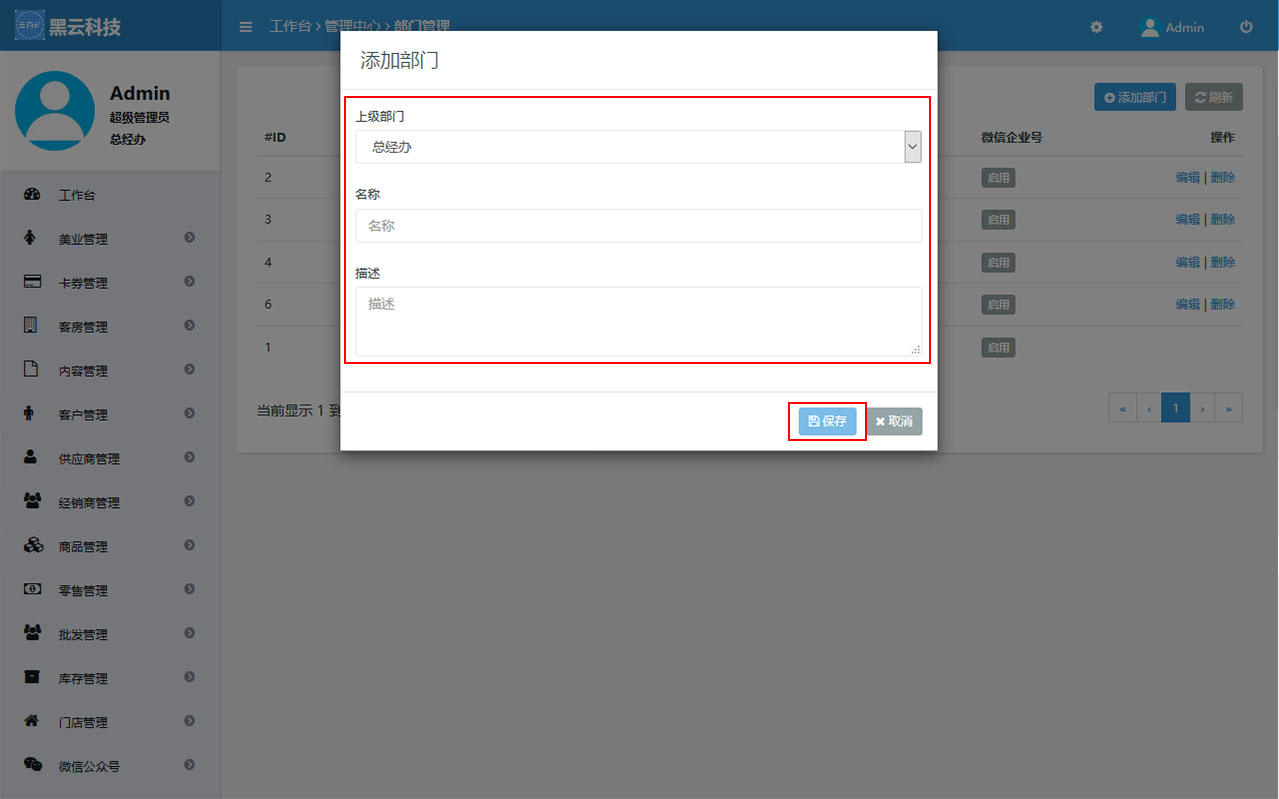 黑云科技
工作台 › 管理中心 › 部门管理
Admin
Admin
超级管理员
总经办
工作台
美业管理
卡券管理
客房管理
内容管理
客户管理
供应商管理
经销商管理
商品管理
零售管理
批发管理
库存管理
门店管理
微信公众号
添加部门
刷新
#ID
微信企业号
操作
2
启用
编辑 | 删除
3
启用
编辑 | 删除
4
启用
编辑 | 删除
6
启用
编辑 | 删除
1
启用
当前显示 1 到
« ‹ 1 › »
添加部门
上级部门
总经办
名称
名称
描述
描述
保存
取消